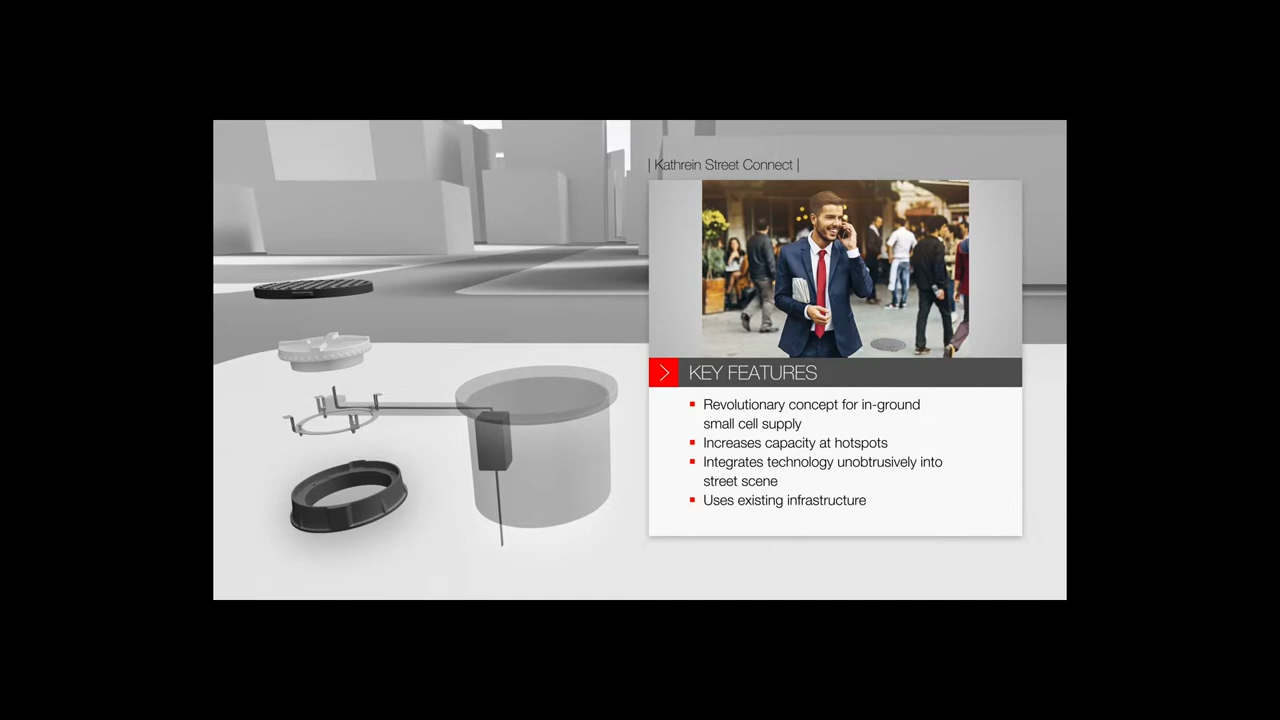 | Kathrein Street Connect |
KEY FEATURES
Revolutionary concept for in-ground
small cell supply
Increases capacity at hotspots
Integrates technology unobtrusively into
street scene
Uses existing infrastructure